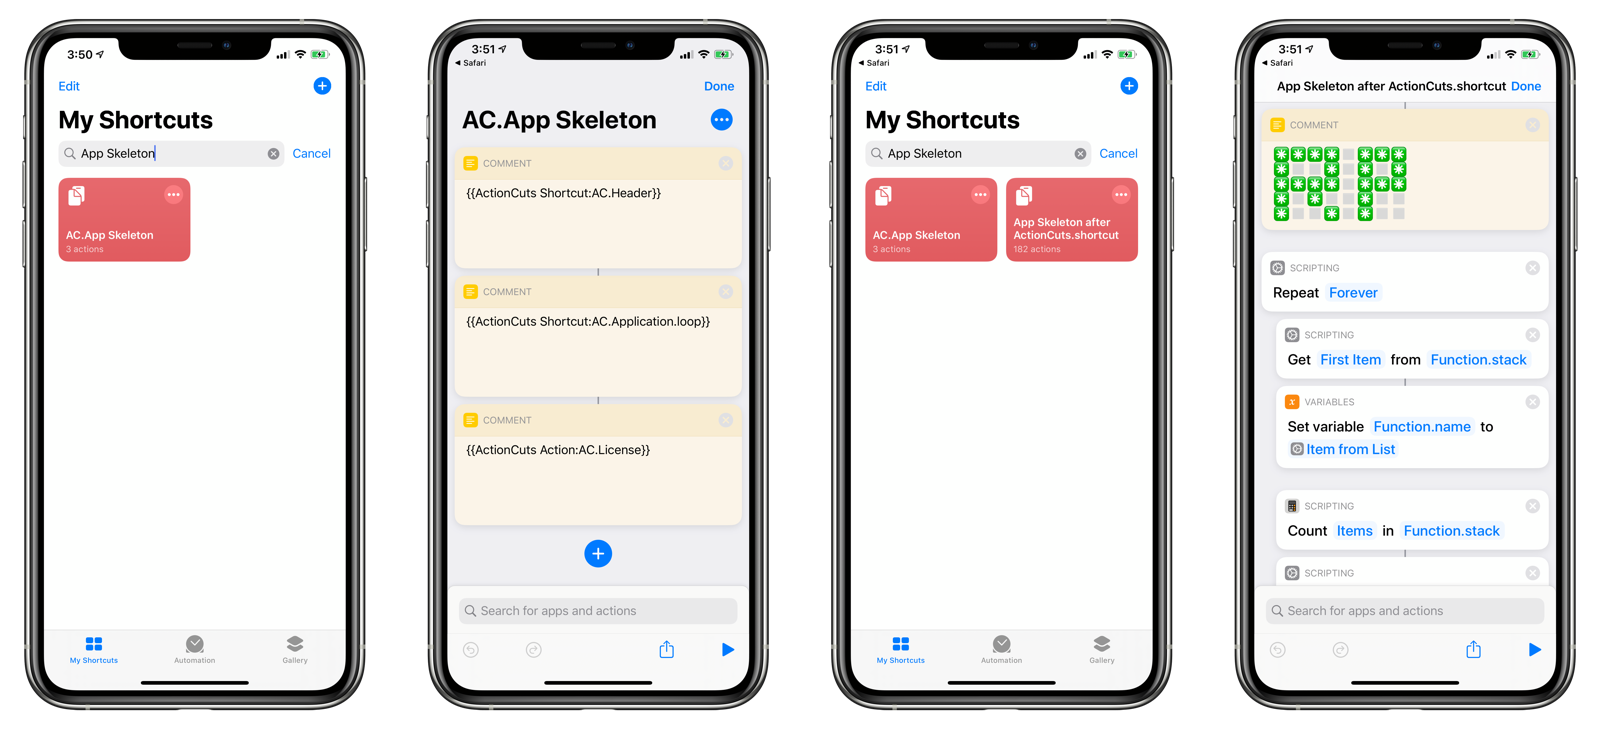 3:50
Edit
My Shortcuts
App Skeleton
Cancel
AC.App Skeleton
3 actions
My Shortcuts
Automation
Gallery
3:51
Safari
Done
AC.App Skeleton
COMMENT
{{ActionCuts Shortcut:AC.Header}}
COMMENT
{{ActionCuts Shortcut:AC.Application.loop}}
COMMENT
{{ActionCuts Action:AC.License}}
Search for apps and actions
3:51
Safari
Edit
My Shortcuts
App Skeleton
Cancel
AC.App Skeleton
3 actions
App Skeleton after
ActionCuts.shortcut
182 actions
My Shortcuts
Automation
Gallery
3:51
Safari
App Skeleton after ActionCuts.shortcut Done
COMMENT
SCRIPTING
Repeat Forever
SCRIPTING
Get First Item from Function.stack
VARIABLES
Set variable Function.name to
Item from List
SCRIPTING
Count Items in Function.stack
SCRIPTING
Search for apps and actions